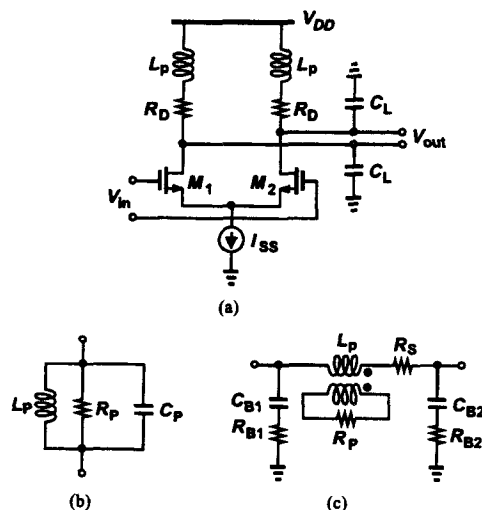 V_DD
L_p L_p
R_D R_D C_L
V_out
V_in M_1 M_2 C_L
I_SS
(a)
L_P R_P C_P
(b)
L_p R_S
C_B1 C_B2
R_B1 R_P R_B2
(c)